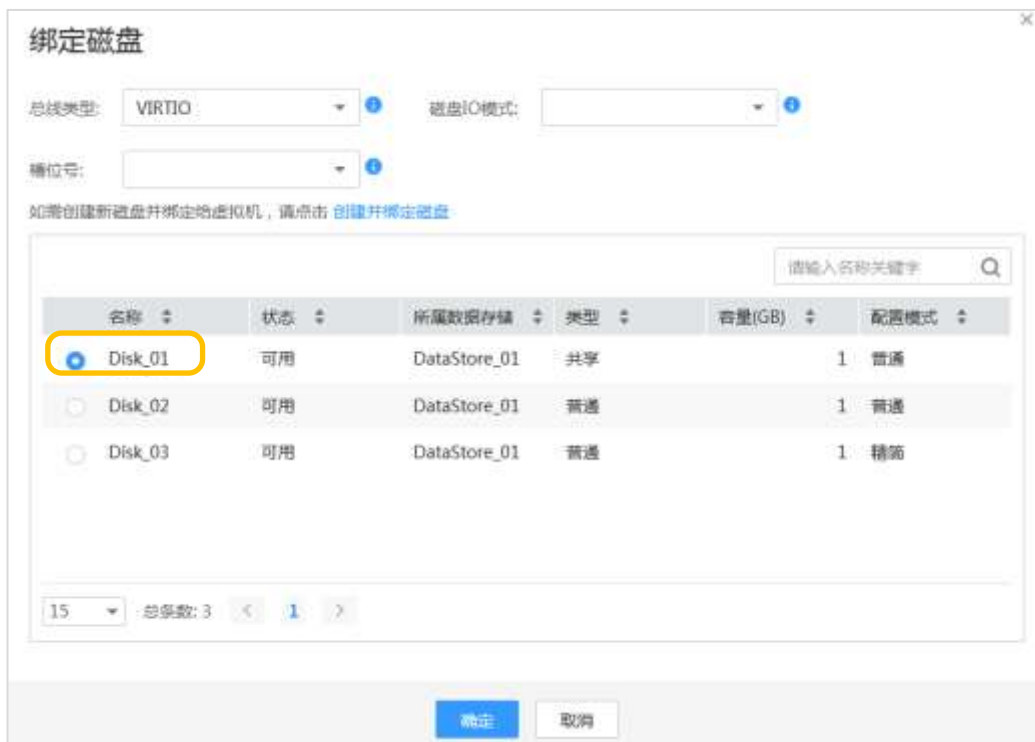 绑定磁盘
总线类型: VIRTIO 磁盘IO模式:
槽位号:
如需创建新磁盘并绑定给虚拟机，请点击 创建并绑定磁盘
请输入名称关键字
名称 状态 所属数据存储 类型 容量(GB) 配置模式
Disk_01 可用 DataStore_01 共享 1 普通
Disk_02 可用 DataStore_01 普通 1 普通
Disk_03 可用 DataStore_01 普通 1 精简
15 总条数: 3 < 1 >
确定 取消